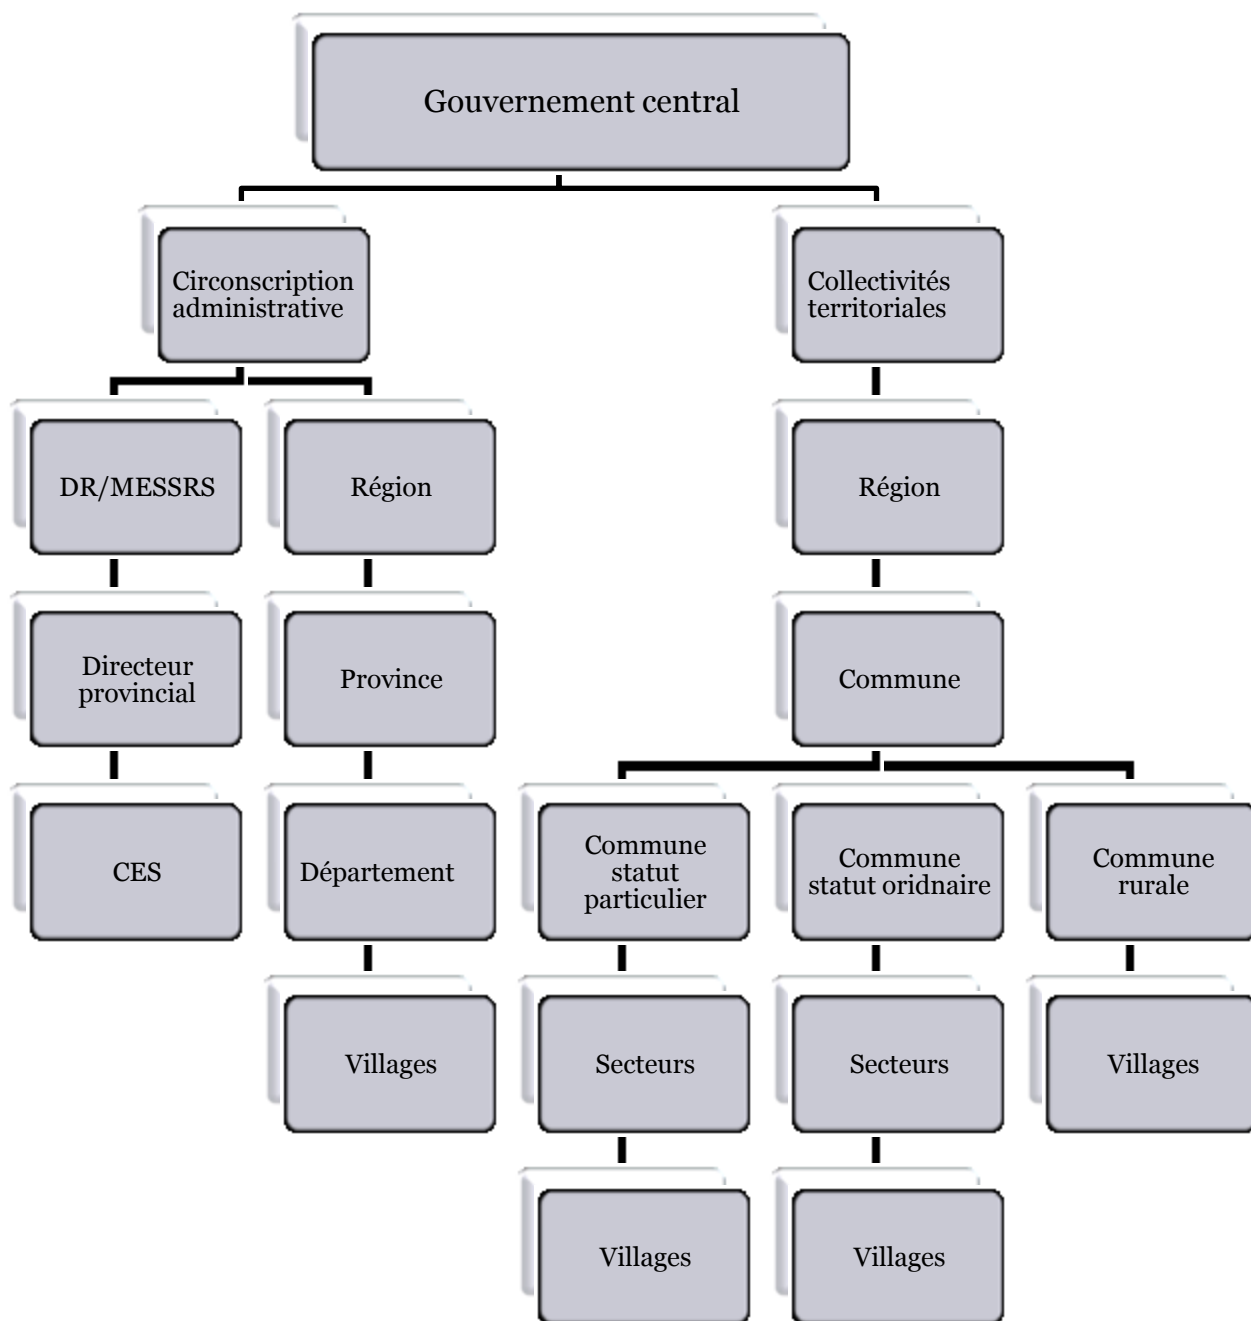 Gouvernement central
Circonscription
administrative
Collectivités
territoriales
DR/MESSRS
Région
Région
Directeur
provincial
Province
Commune
CES
Département
Commune
statut
particulier
Commune
statut oridnaire
Commune
rurale
Villages
Secteurs
Secteurs
Villages
Villages
Villages